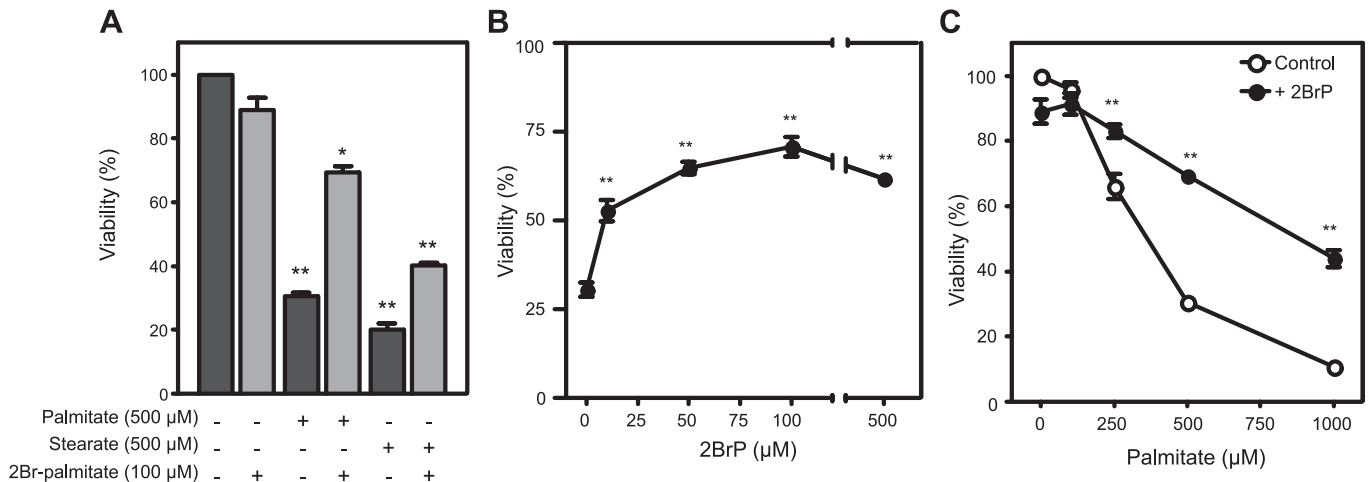 A
Viability (%)
100
80
60
40
20
0
**
*
**
**
Palmitate (500 µM) - - + + - -
Stearate (500 µM) - - - - + +
2Br-palmitate (100 µM) - + - + - +
B
Viability (%)
100
75
50
25
0
**
**
**
**
0 25 50 75 100 500
2BrP (µM)
C
Viability (%)
100
80
60
40
20
0
Control
+ 2BrP
**
**
**
0 250 500 750 1000
Palmitate (µM)